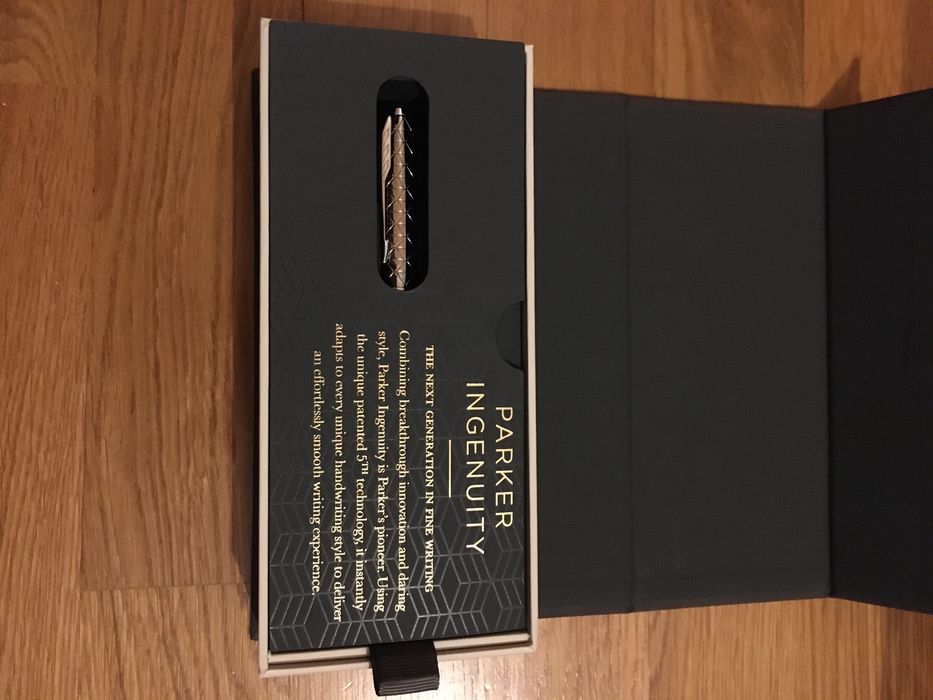 PARKER
INGENUITY
THE NEXT GENERATION IN FINE WRITING
Combining breakthrough innovation and daring
style, Parker Ingenuity is Parker's pioneer. Using
the unique patented 5TH technology, it instantly
adapts to every unique handwriting style to deliver
an effortlessly smooth writing experience.